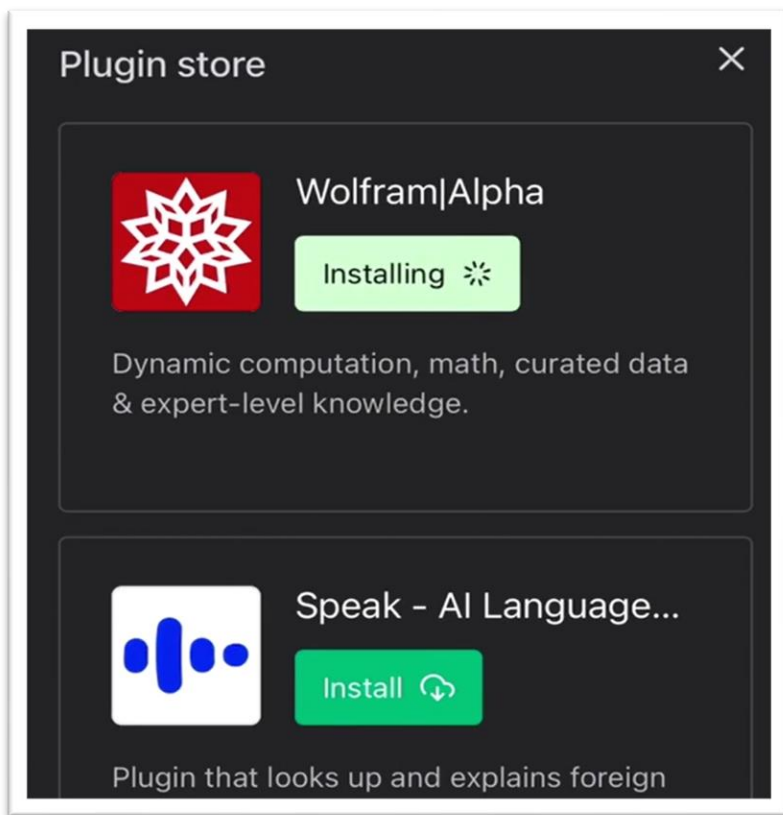 Plugin store
Wolfram|Alpha
Installing
Dynamic computation, math, curated data
& expert-level knowledge.
Speak - AI Language...
Install
Plugin that looks up and explains foreign